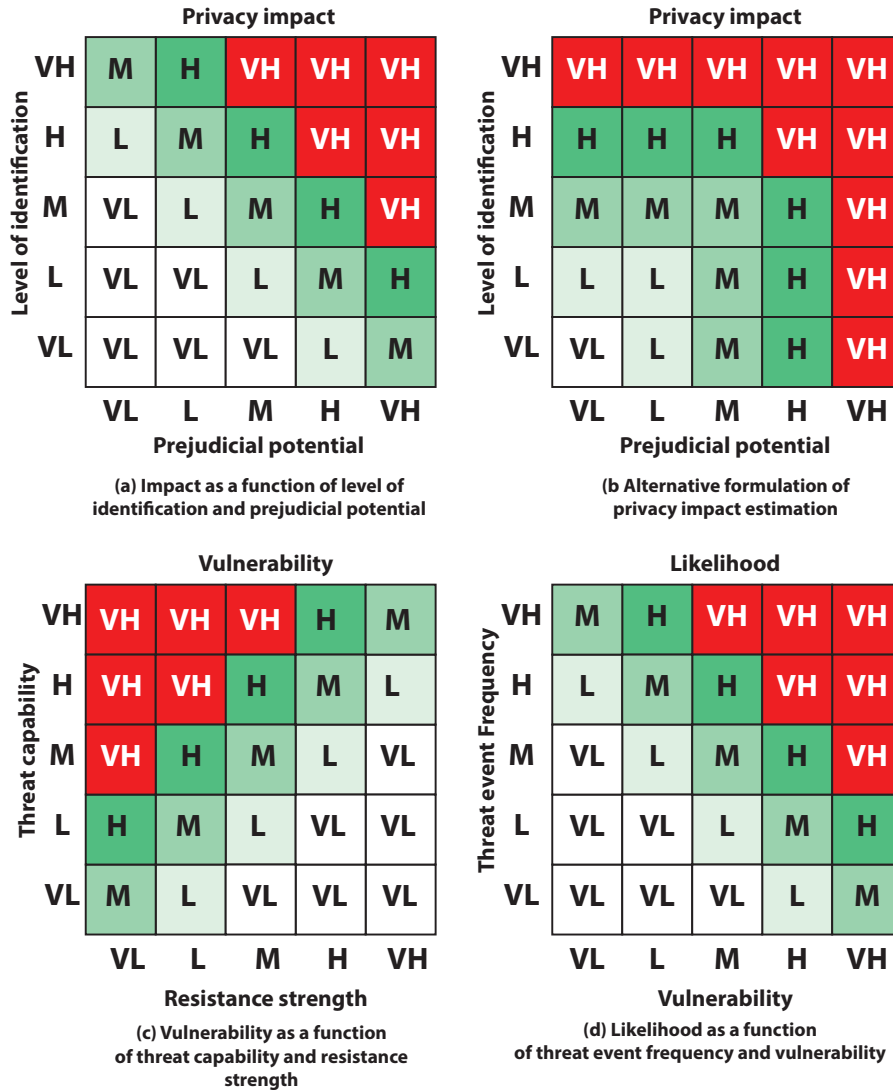 Privacy impact
Level of identification
VH M H VH VH VH
H L M H VH VH
M VL L M H VH
L VL VL L M H
VL VL VL VL L M
VL L M H VH
Prejudicial potential
(a) Impact as a function of level of
identification and prejudicial potential
Privacy impact
Level of identification
VH VH VH VH VH VH
H H H H VH VH
M M M M H VH
L L L M H VH
VL VL L M H VH
VL L M H VH
Prejudicial potential
(b Alternative formulation of
privacy impact estimation
Vulnerability
Threat capability
VH VH VH VH H M
H VH VH H M L
M VH H M L VL
L H M L VL VL
VL M L VL VL VL
VL L M H VH
Resistance strength
(c) Vulnerability as a function
of threat capability and resistance
strength
Likelihood
Threat event Frequency
VH M H VH VH VH
H L M H VH VH
M VL L M H VH
L VL VL L M H
VL VL VL VL L M
VL L M H VH
Vulnerability
(d) Likelihood as a function
of threat event frequency and vulnerability